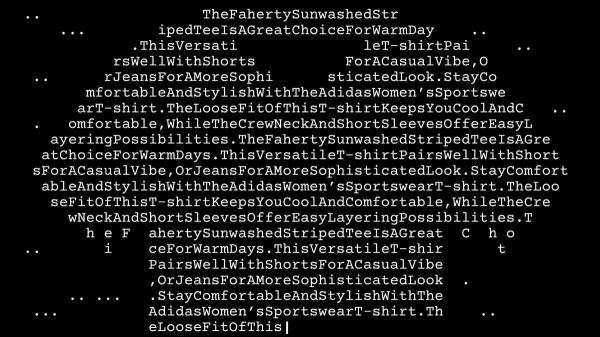 .. TheFahertySunwashedStr
... ipedTeeIsAGreatChoiceForWarmDay ..
.ThisVersati leT-shirtPai ..
rsWellWithShorts ForACasualVibe,O
.. rJeansForAMoreSophi sticatedLook.StayCo
mfortableAndStylishWithTheAdidasWomen’sSportswe
arT-shirt.TheLooseFitOfThisT-shirtKeepsYouCoolAndC ..
. omfortable,WhileTheCrewNeckAndShortSleevesOfferEasyL
ayeringPossibilities.TheFahertySunwashedStripedTeeIsAGre
atChoiceForWarmDays.ThisVersatileT-shirtPairsWellWithShort
sForACasualVibe,OrJeansForAMoreSophisticatedLook.StayComfort
ableAndStylishWithTheAdidasWomen’sSportswearT-shirt.TheLoo
seFitOfThisT-shirtKeepsYouCoolAndComfortable,WhileTheCre
wNeckAndShortSleevesOfferEasyLayeringPossibilities.T
h e F ahertySunwashedStripedTeeIsAGreat C h o
.. i ceForWarmDays.ThisVersatileT-shir t
PairsWellWithShortsForACasualVibe
,OrJeansForAMoreSophisticatedLook .
.. ... .StayComfortableAndStylishWithThe
... AdidasWomen’sSportswearT-shirt.Th ..
eLooseFitOfThis